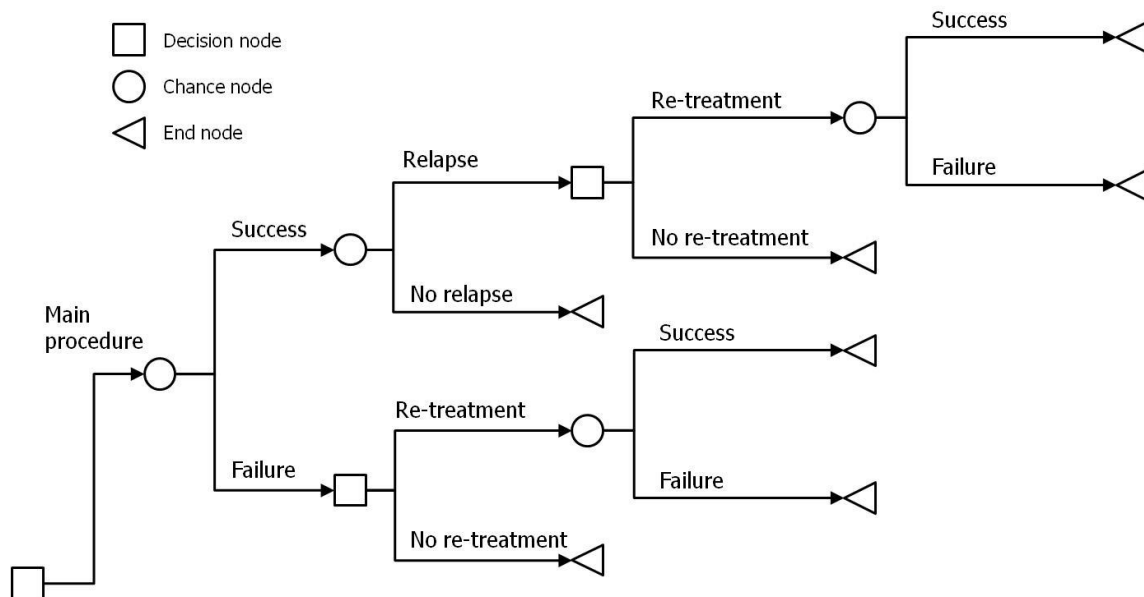 Decision node
Chance node
End node
Success
Re-treatment
Relapse
Failure
Success
No re-treatment
No relapse
Main
procedure
Success
Re-treatment
Failure
Failure
No re-treatment